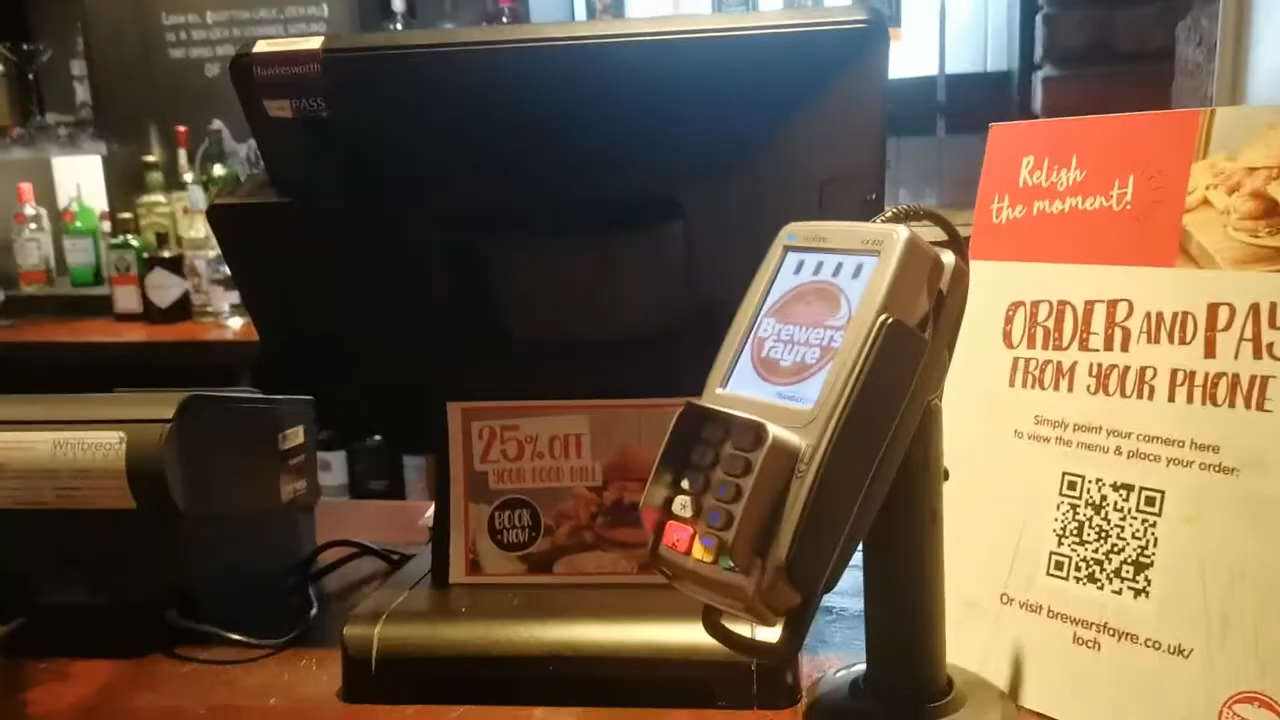 Hawkesworth
PASS
Whitbread
25% OFF
YOUR FOOD BILL
BOOK
NOW
Brewers
fayre
Relish
the moment!
ORDER AND PAY
FROM YOUR PHONE
Simply point your camera here
to view the menu & place your order:
Or visit brewersfayre.co.uk/
loch